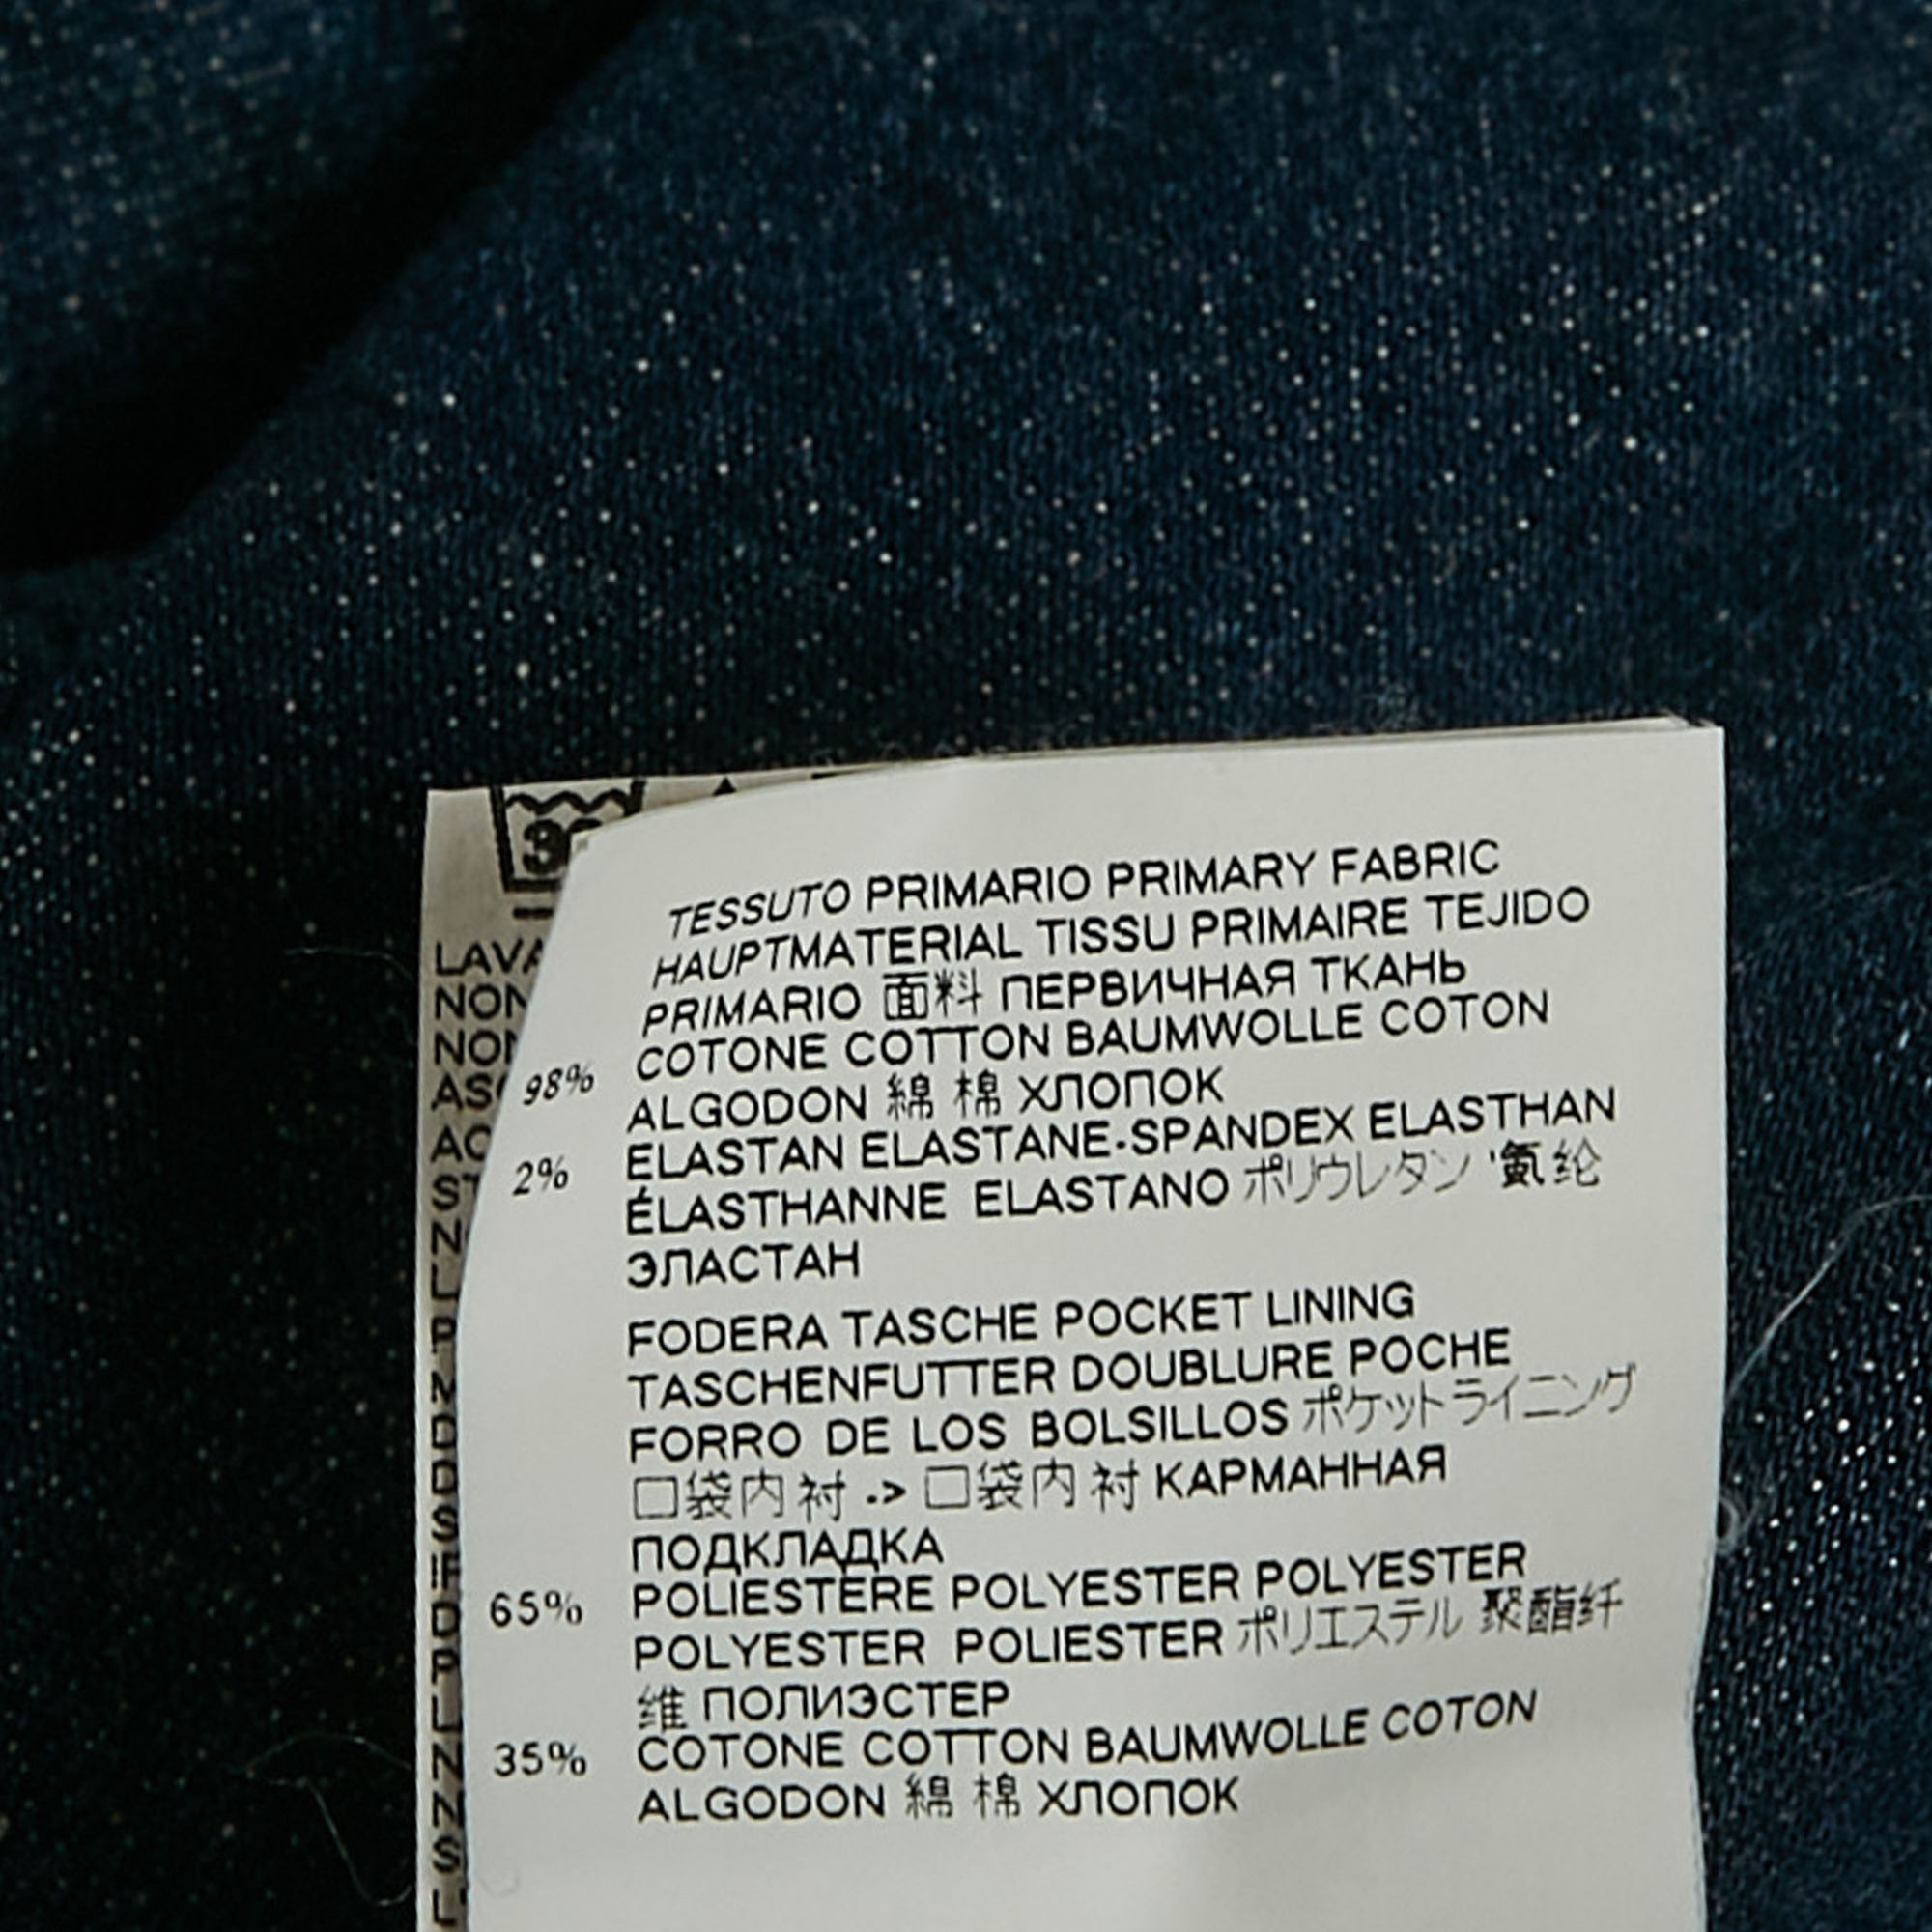 30
LAVA
NON
NON
TESSUTO PRIMARIO PRIMARY FABRIC
HAUPTMATERIAL TISSU PRIMAIRE TEJIDO
PRIMARIO 面料 ПЕРВИЧНАЯ ТКАНЬ
98% COTONE COTTON BAUMWOLLE COTON
ALGODON 綿 棉 ХЛОПОК
2% ELASTAN ELASTANE-SPANDEX ELASTHAN
ÉLASTHANNE ELASTANO ポリウレタン '氨纶
ЭЛАСТАН
FODERA TASCHE POCKET LINING
TASCHENFUTTER DOUBLURE POCHE
FORRO DE LOS BOLSILLOS ポケットライニング
口袋内衬 -> 口袋内衬 КАРМАННАЯ
ПОДКЛАДКА
65% POLIESTERE POLYESTER POLYESTER
POLYESTER POLIESTER ポリエステル 聚酯纤
维 ПОЛИЭСТЕР
35% COTONE COTTON BAUMWOLLE COTON
ALGODON 綿 棉 ХЛОПОК